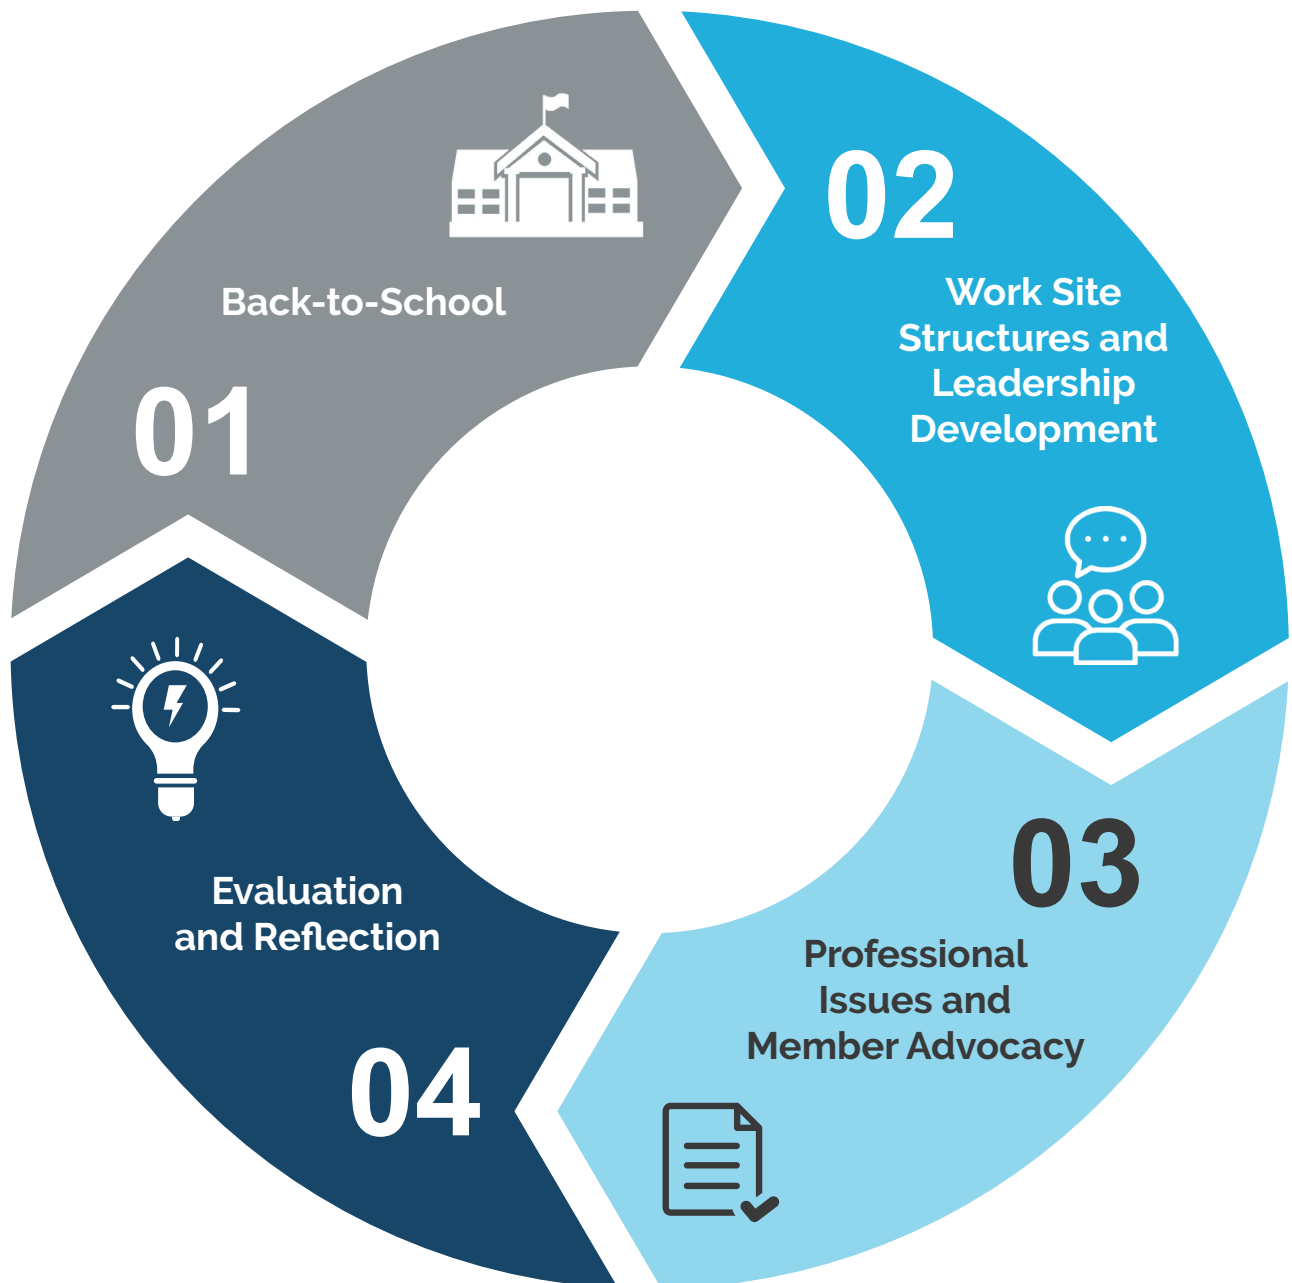 01
Back-to-School
02
Work Site
Structures and
Leadership
Development
03
Professional
Issues and
Member Advocacy
04
Evaluation
and Reflection